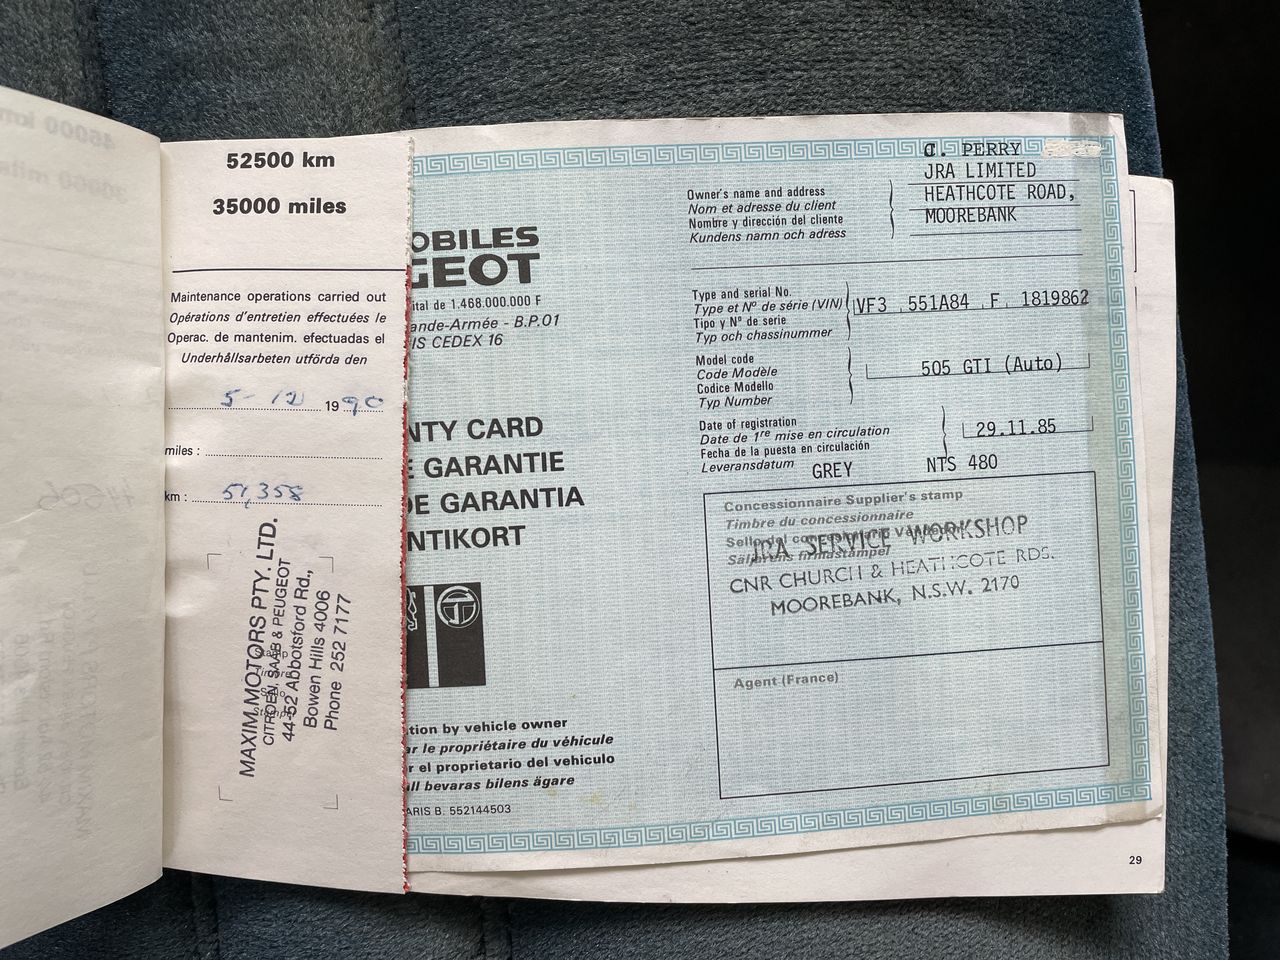 52500 km
35000 miles
Maintenance operations carried out
Opérations d'entretien effectuées le
Operac. de mantenim. efectuadas el
Underhållsarbeten utförda den
5-12 1990
miles :
km : 51,358
MAXIM MOTORS PTY. LTD.
CITROEN, SAAB & PEUGEOT
44-52 Abbotsford Rd.,
Bowen Hills 4006
Phone 252 7177
OBILES
GEOT
ital de 1.468.000.000 F
ande-Armée - B.P.01
IS CEDEX 16
NTY CARD
E GARANTIE
DE GARANTIA
NTIKORT
tion by vehicle owner
ar le propriétaire du véhicule
r el proprietario del vehiculo
ll bevaras bilens ägare
ARIS B. 552144503
Owner's name and address
Nom et adresse du client
Nombre y dirección del cliente
Kundens namn och adress
C. PERRY
JRA LIMITED
HEATHCOTE ROAD,
MOOREBANK
Type and serial No.
Type et Nº de série (VIN)
Tipo y Nº de serie
Typ och chassinummer
VF3 551A84 F 1819862
Model code
Code Modèle
Codice Modello
Typ Number
505 GTI (Auto)
Date of registration
Date de 1re mise en circulation
Fecha de la puesta en circulación
Leveransdatum
29.11.85
GREY NTS 480
Concessionnaire Supplier's stamp
Timbre du concessionnaire
Sello del concesionario
Säljarens firmastämpel
JRA SERVICE WORKSHOP
CNR CHURCH & HEATHCOTE RDS.
MOOREBANK, N.S.W. 2170
Agent (France)
29